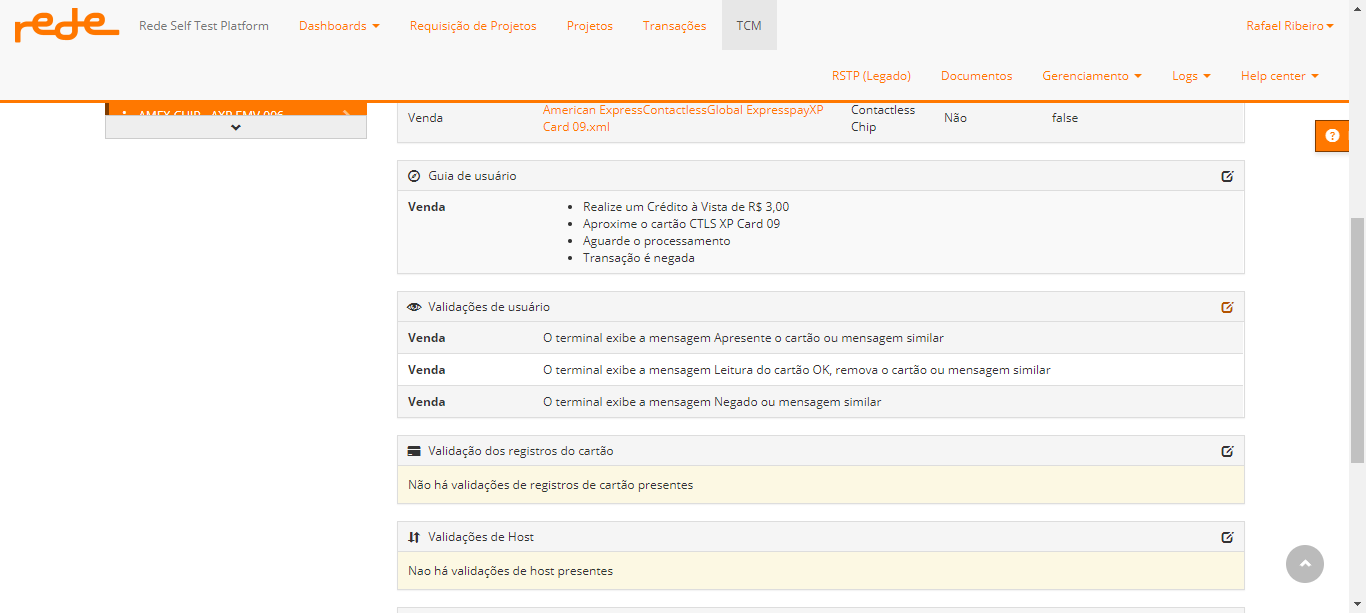 rede Rede Self Test Platform Dashboards Requisição de Projetos Projetos Transações TCM Rafael Ribeiro
RSTP (Legado) Documentos Gerenciamento Logs Help center
AMEX CHIP - AXP EMV 006
Venda American ExpressContactlessGlobal ExpresspayXP Card 09.xml Contactless Chip Não false
Guia de usuário
Venda
Realize um Crédito à Vista de R$ 3,00
Aproxime o cartão CTLS XP Card 09
Aguarde o processamento
Transação é negada
Validações de usuário
Venda O terminal exibe a mensagem Apresente o cartão ou mensagem similar
Venda O terminal exibe a mensagem Leitura do cartão OK, remova o cartão ou mensagem similar
Venda O terminal exibe a mensagem Negado ou mensagem similar
Validação dos registros do cartão
Não há validações de registros de cartão presentes
Validações de Host
Nao há validações de host presentes